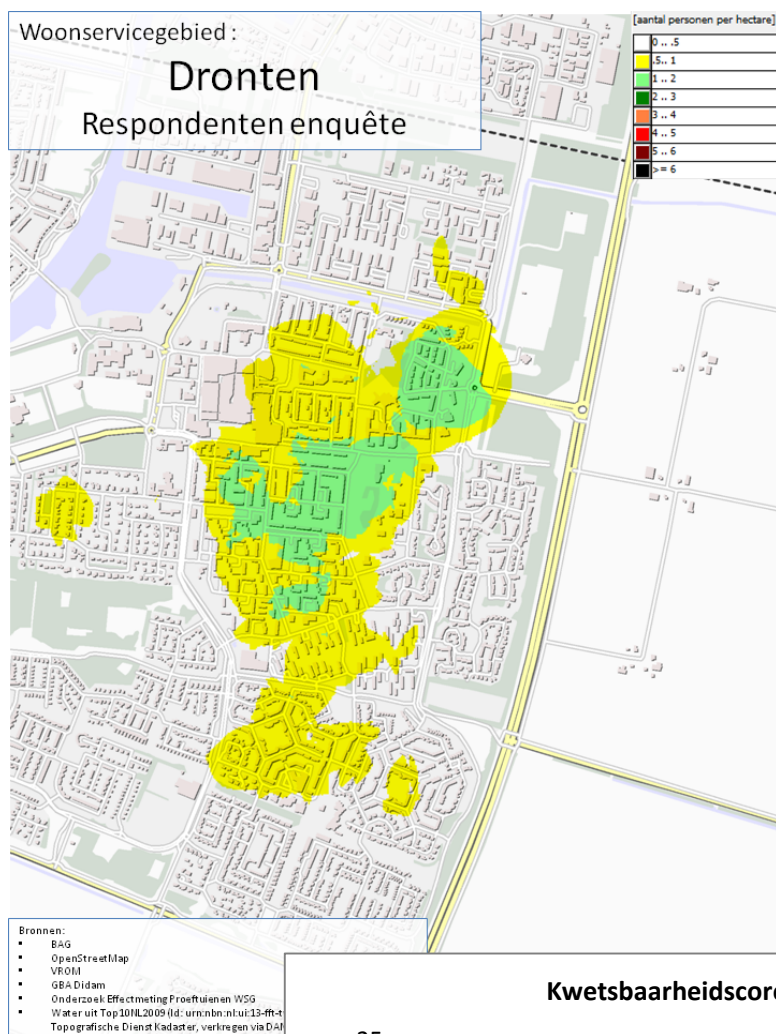 Woonservicegebied :
Dronten
Respondenten enquête
[aantal personen per hectare]
0 .. .5
.5.. 1
1 .. 2
2 .. 3
3 .. 4
4 .. 5
5 .. 6
>= 6
Bronnen:
▪ BAG
▪ OpenStreetMap
▪ VROM
▪ GBA Didam
▪ Onderzoek Effectmeting Proeftuienen WSG
▪ Water uit Top10NL2009 (Id: urn:nbn:nl:ui:13-fft-t
Topografische Dienst Kadaster, verkregen via DAN
Kwetsbaarheidscore
25